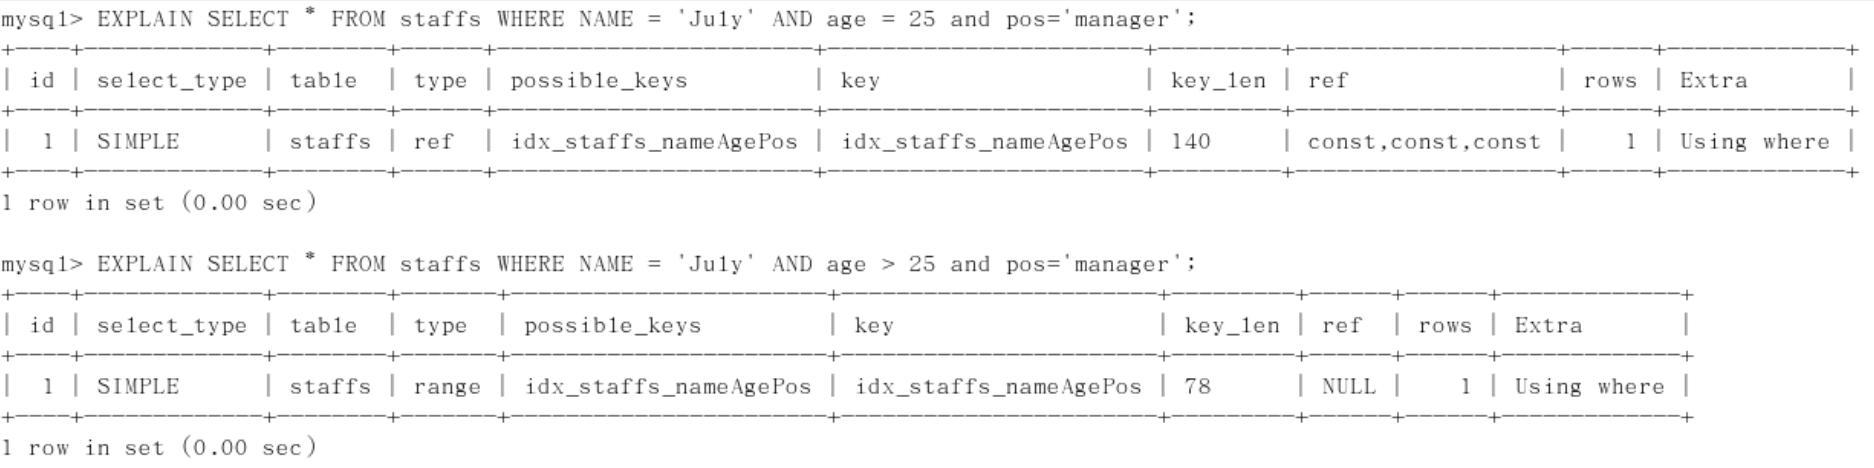 mysql> EXPLAIN SELECT * FROM staffs WHERE NAME = 'July' AND age = 25 and pos='manager';
+----+-------------+--------+------+-----------------------+-----------------------+---------+-------------------+------+-------------+
| id | select_type | table | type | possible_keys | key | key_len | ref | rows | Extra |
+----+-------------+--------+------+-----------------------+-----------------------+---------+-------------------+------+-------------+
| 1 | SIMPLE | staffs | ref | idx_staffs_nameAgePos | idx_staffs_nameAgePos | 140 | const,const,const | 1 | Using where |
+----+-------------+--------+------+-----------------------+-----------------------+---------+-------------------+------+-------------+
1 row in set (0.00 sec)
mysql> EXPLAIN SELECT * FROM staffs WHERE NAME = 'July' AND age > 25 and pos='manager';
+----+-------------+--------+-------+-----------------------+-----------------------+---------+------+------+-------------+
| id | select_type | table | type | possible_keys | key | key_len | ref | rows | Extra |
+----+-------------+--------+-------+-----------------------+-----------------------+---------+------+------+-------------+
| 1 | SIMPLE | staffs | range | idx_staffs_nameAgePos | idx_staffs_nameAgePos | 78 | NULL | 1 | Using where |
+----+-------------+--------+-------+-----------------------+-----------------------+---------+------+------+-------------+
1 row in set (0.00 sec)